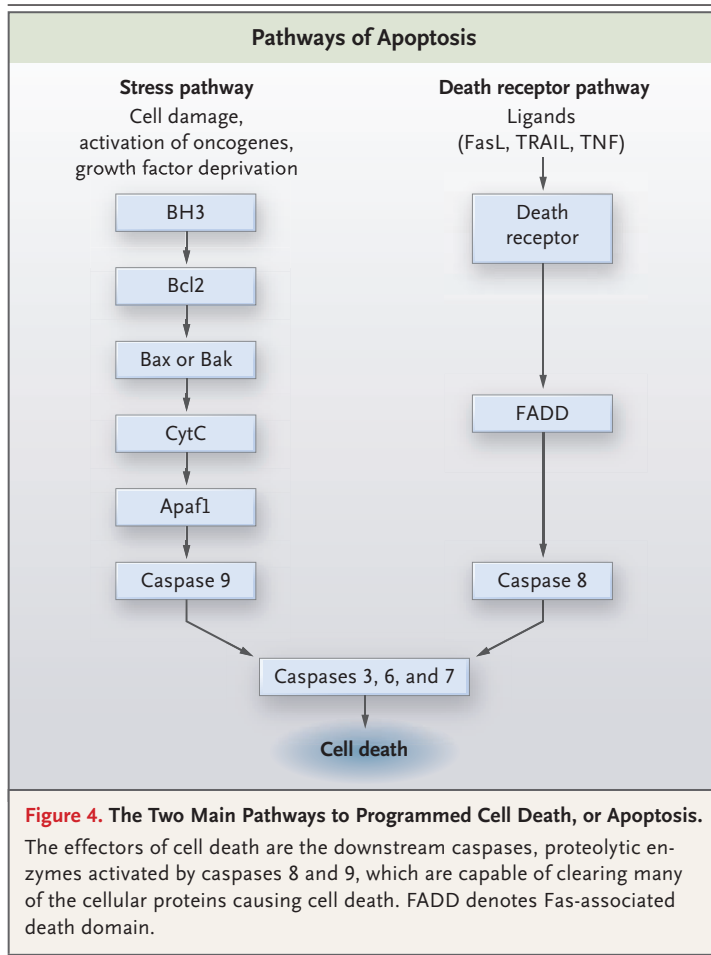 Pathways of Apoptosis
Stress pathway
Cell damage,
activation of oncogenes,
growth factor deprivation
BH3
Bcl2
Bax or Bak
CytC
Apaf1
Caspase 9
Death receptor pathway
Ligands
(FasL, TRAIL, TNF)
Death
receptor
FADD
Caspase 8
Caspases 3, 6, and 7
Cell death
Figure 4. The Two Main Pathways to Programmed Cell Death, or Apoptosis.
The effectors of cell death are the downstream caspases, proteolytic en-
zymes activated by caspases 8 and 9, which are capable of clearing many
of the cellular proteins causing cell death. FADD denotes Fas-associated
death domain.